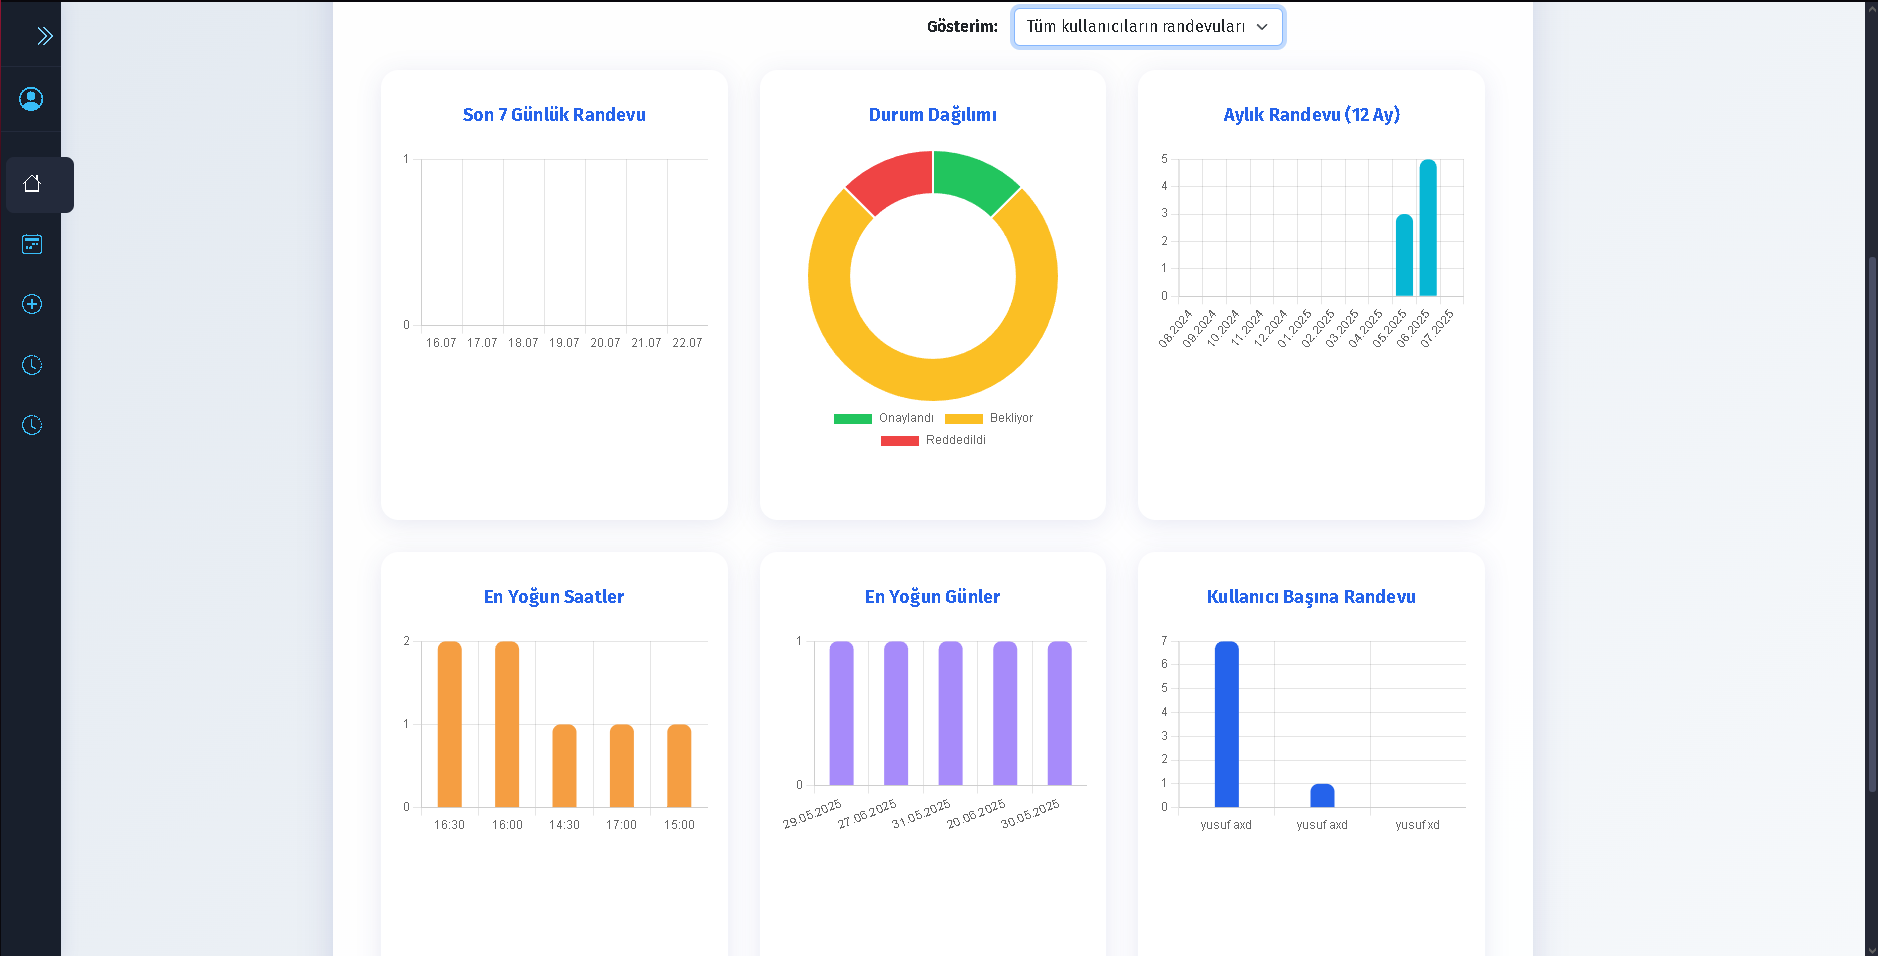 Gösterim:
Tüm kullanıcıların randevuları
Son 7 Günlük Randevu
1
0
16.07 17.07 18.07 19.07 20.07 21.07 22.07
Durum Dağılımı
Onaylandı Bekliyor
Reddedildi
Aylık Randevu (12 Ay)
5
4
3
2
1
0
08.2024 09.2024 10.2024 11.2024 12.2024 01.2025 02.2025 03.2025 04.2025 05.2025 06.2025 07.2025
En Yoğun Saatler
2
1
0
16:30 16:00 14:30 17:00 15:00
En Yoğun Günler
1
0
29.05.2025 27.06.2025 31.05.2025 20.06.2025 30.05.2025
Kullanıcı Başına Randevu
7
6
5
4
3
2
1
0
yusuf axd yusuf axd yusuf xd